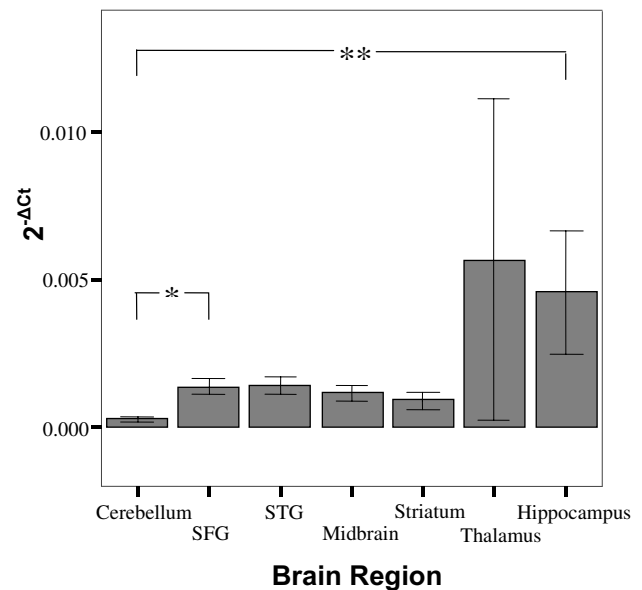 **
0.010
2^-ΔCt
0.005
*
0.000
Cerebellum STG Striatum Hippocampus
SFG Midbrain Thalamus
Brain Region